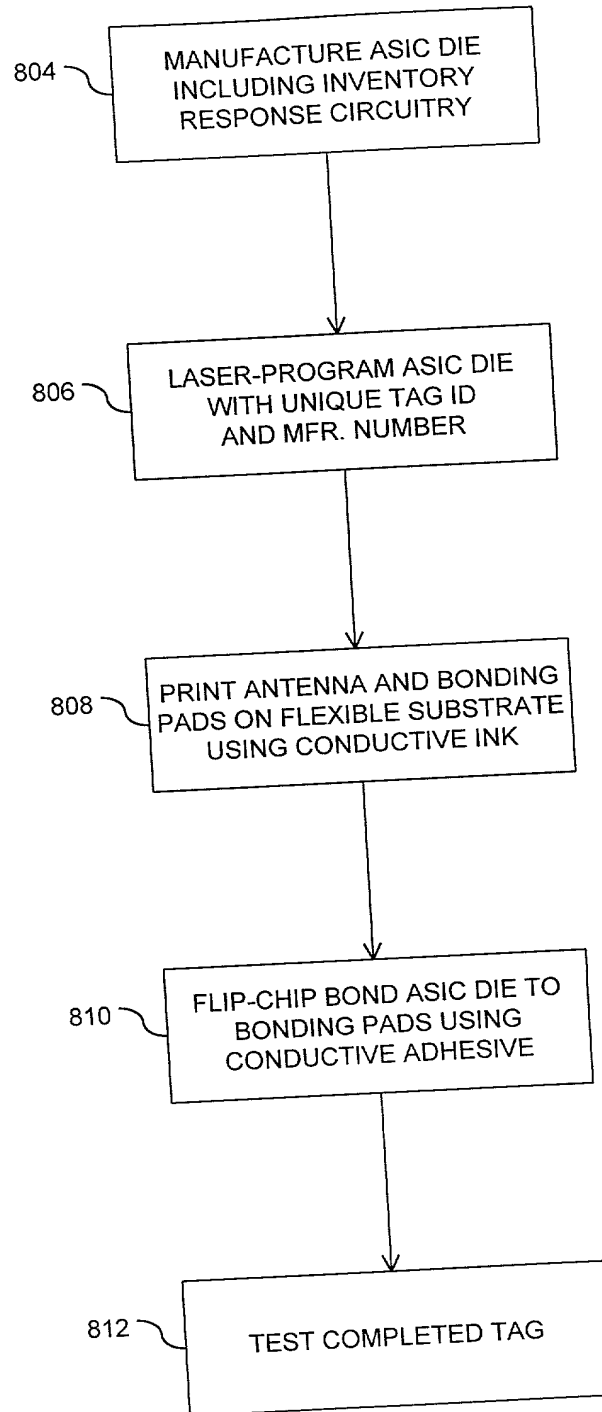 804
MANUFACTURE ASIC DIE
INCLUDING INVENTORY
RESPONSE CIRCUITRY
806
LASER-PROGRAM ASIC DIE
WITH UNIQUE TAG ID
AND MFR. NUMBER
808
PRINT ANTENNA AND BONDING
PADS ON FLEXIBLE SUBSTRATE
USING CONDUCTIVE INK
810
FLIP-CHIP BOND ASIC DIE TO
BONDING PADS USING
CONDUCTIVE ADHESIVE
812
TEST COMPLETED TAG